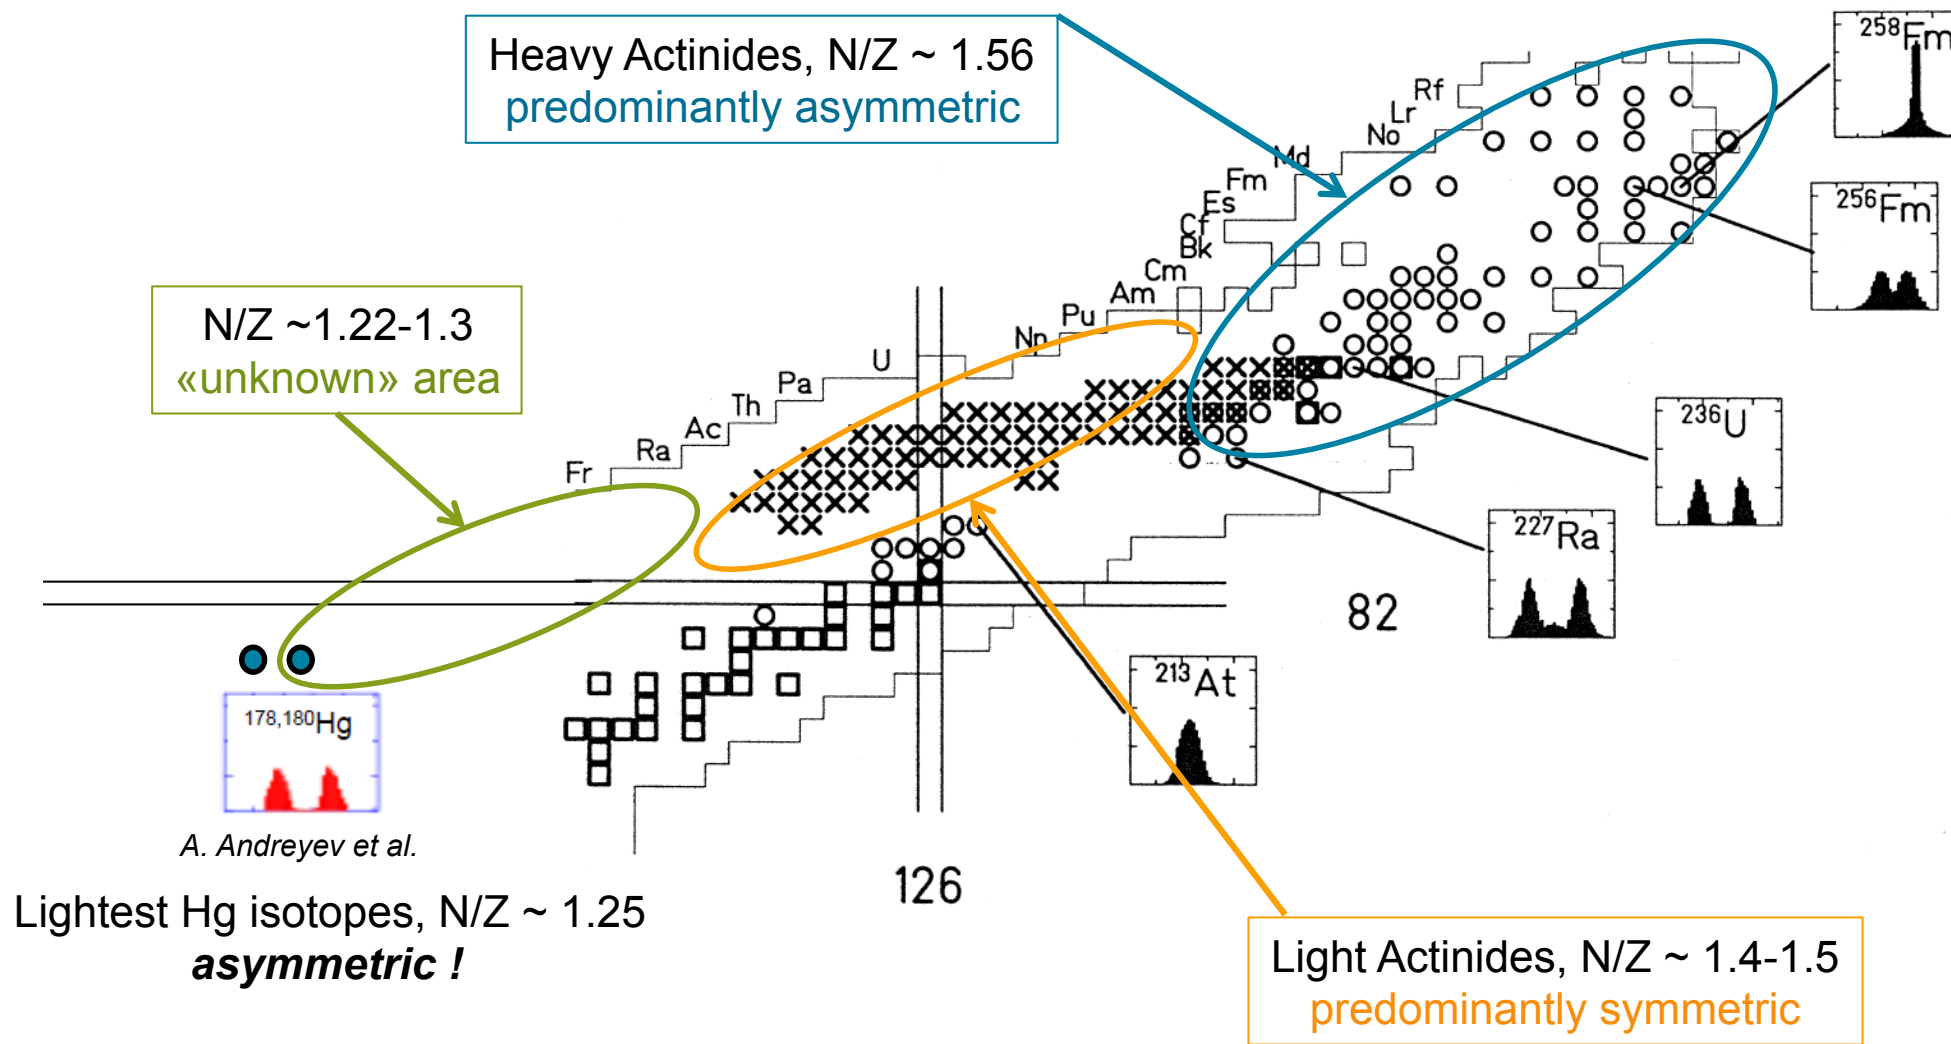 Heavy Actinides, N/Z ~ 1.56
predominantly asymmetric
258Fm
Rf
Lr
No
Md
Fm
Es
Cf
Bk
Cm
Am
Pu
Np
U
Pa
Th
Ac
Ra
Fr
256Fm
N/Z ~1.22-1.3
«unknown» area
236U
227Ra
82
213At
178,180Hg
A. Andreyev et al.
126
Lightest Hg isotopes, N/Z ~ 1.25
asymmetric !
Light Actinides, N/Z ~ 1.4-1.5
predominantly symmetric